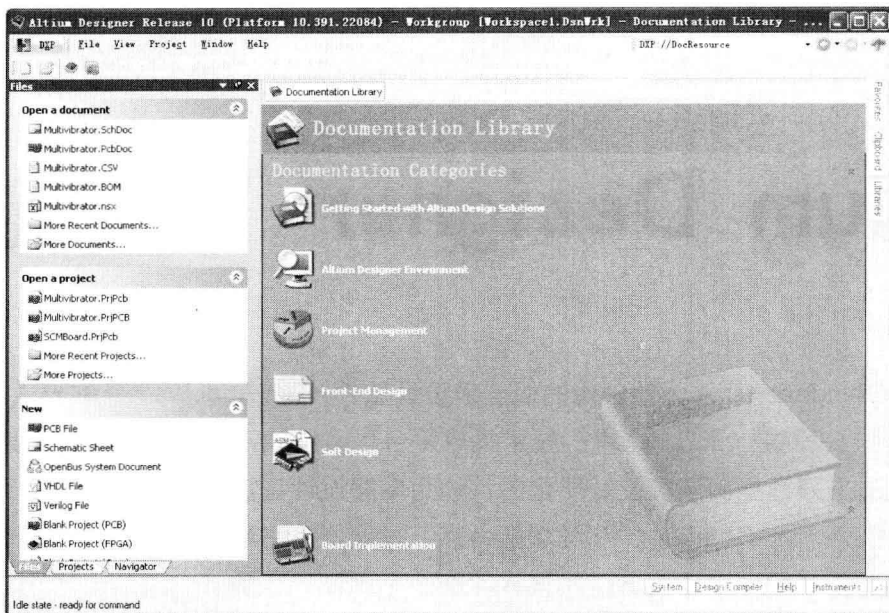 Altium Designer Release 10 (Platform 10.391.22084) - Workgroup [Workspace1.DsnWrk] - Documentation Library - ...
DXP File View Project Window Help
DXP://DocResource
Files
Open a document
Multivibrator.SchDoc
Multivibrator.PcbDoc
Multivibrator.CSV
Multivibrator.BOM
Multivibrator.nsx
More Recent Documents...
More Documents...
Open a project
Multivibrator.PrjPcb
Multivibrator.PrjPCB
SCMBoard.PrjPcb
More Recent Projects...
More Projects...
New
PCB File
Schematic Sheet
OpenBus System Document
VHDL File
Verilog File
Blank Project (PCB)
Blank Project (FPGA)
Files Projects Navigator
Documentation Library
Documentation Library
Documentation Categories
Getting Started with Altium Design Solutions
Altium Designer Environment
Project Management
Front-End Design
Soft Design
Board Implementation
Favorites Clipboard Libraries
System Design Compiler Help Instruments
Idle state - ready for command